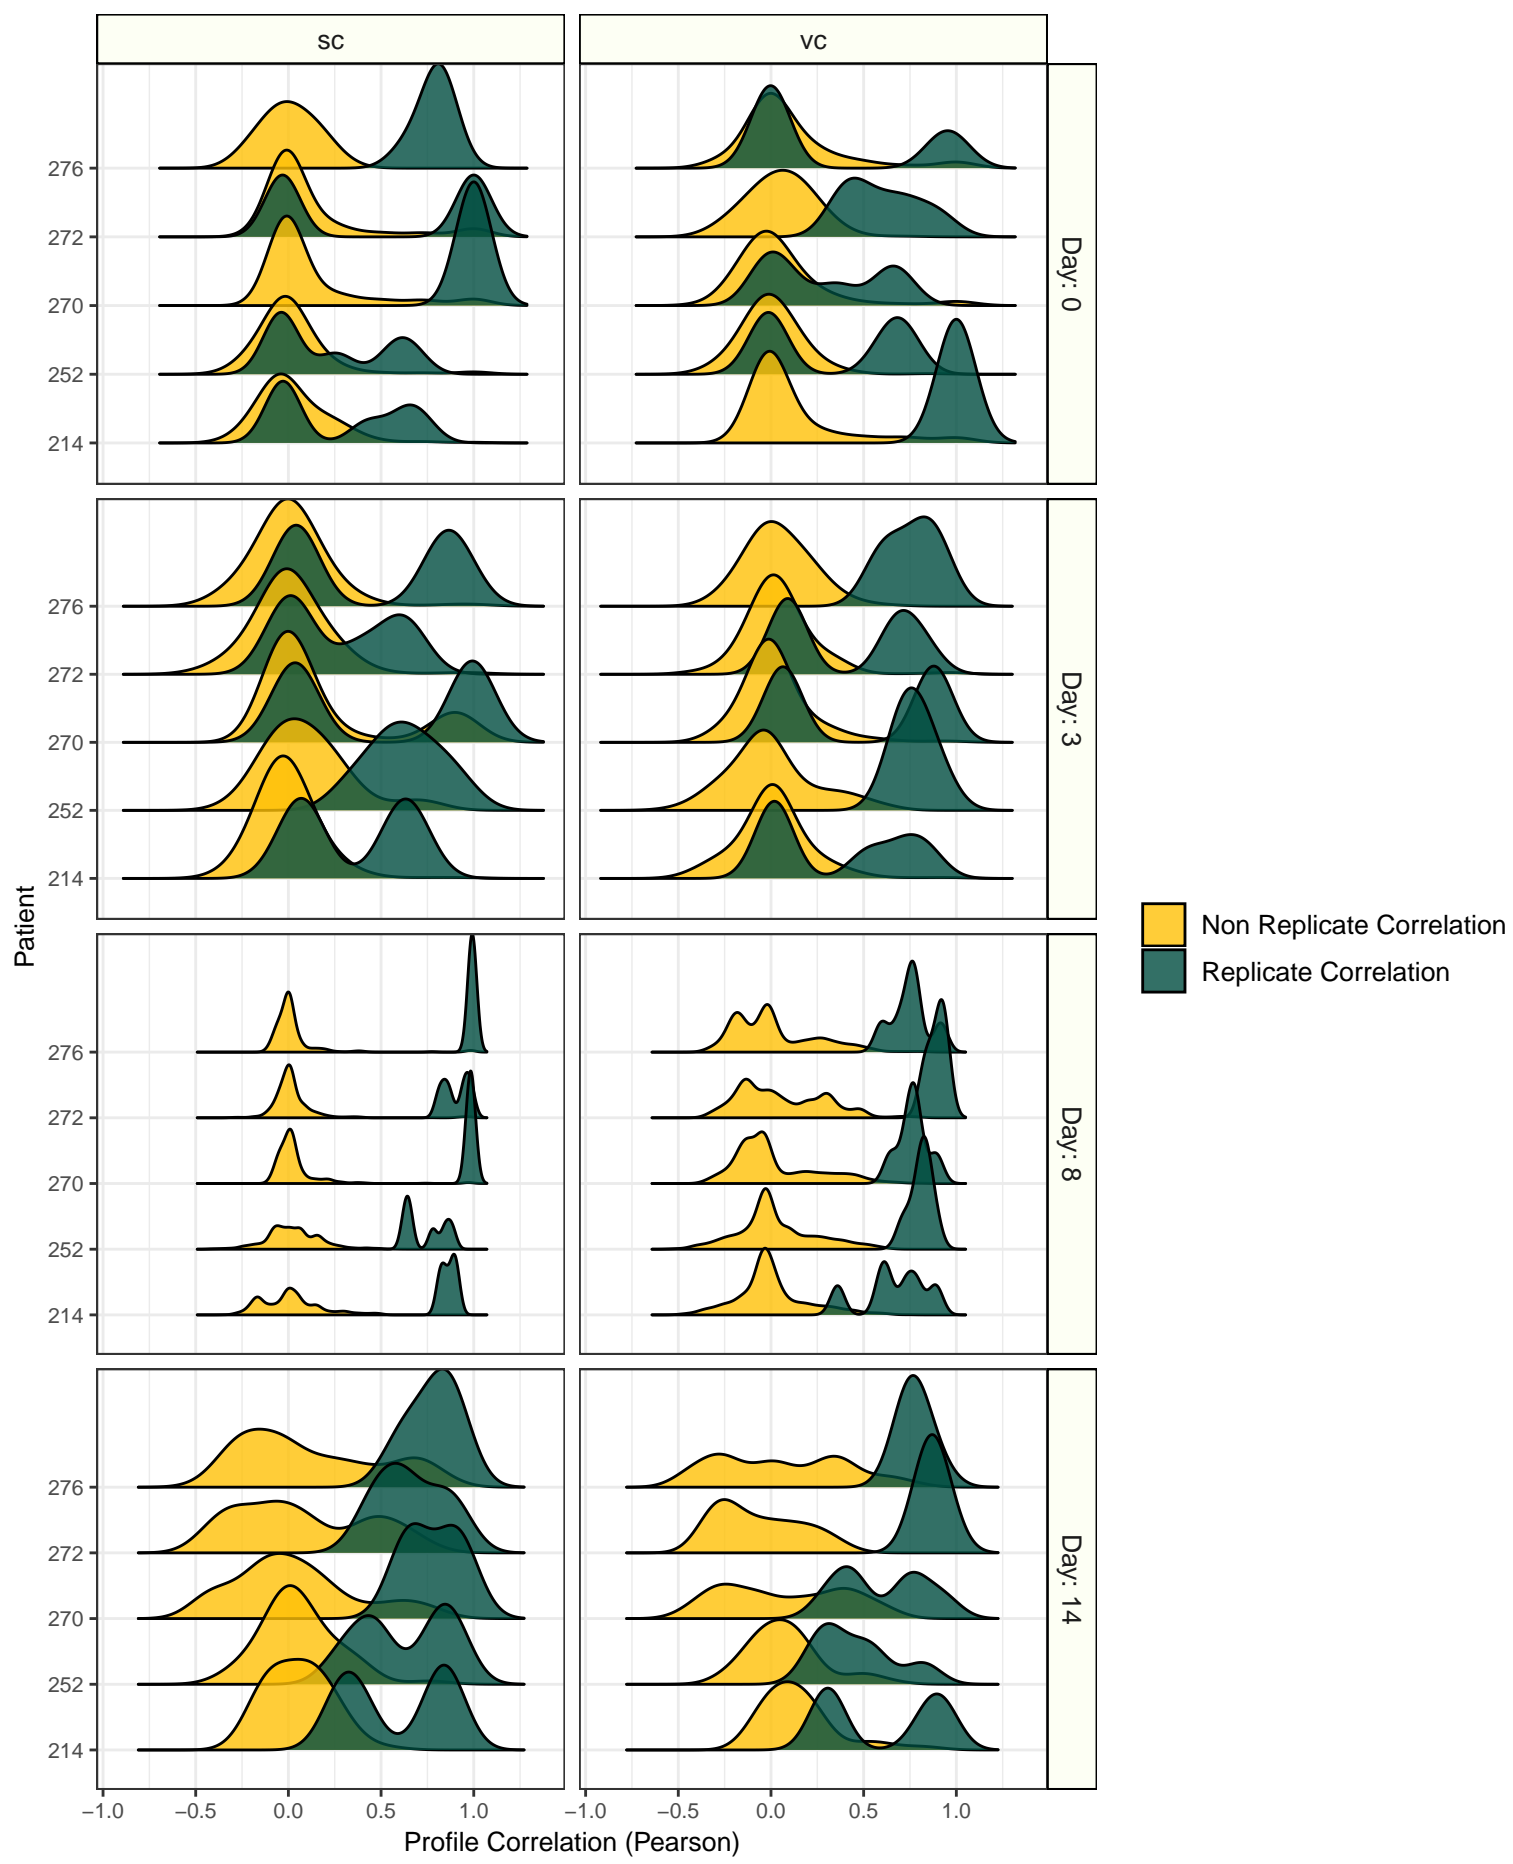 sc
vc
276
272
270
252
214
Day: 0
276
272
270
252
214
Day: 3
Patient
Non Replicate Correlation
Replicate Correlation
276
272
270
252
214
Day: 8
276
272
270
252
214
Day: 14
−1.0 −0.5 0.0 0.5 1.0 −1.0 −0.5 0.0 0.5 1.0
Profile Correlation (Pearson)